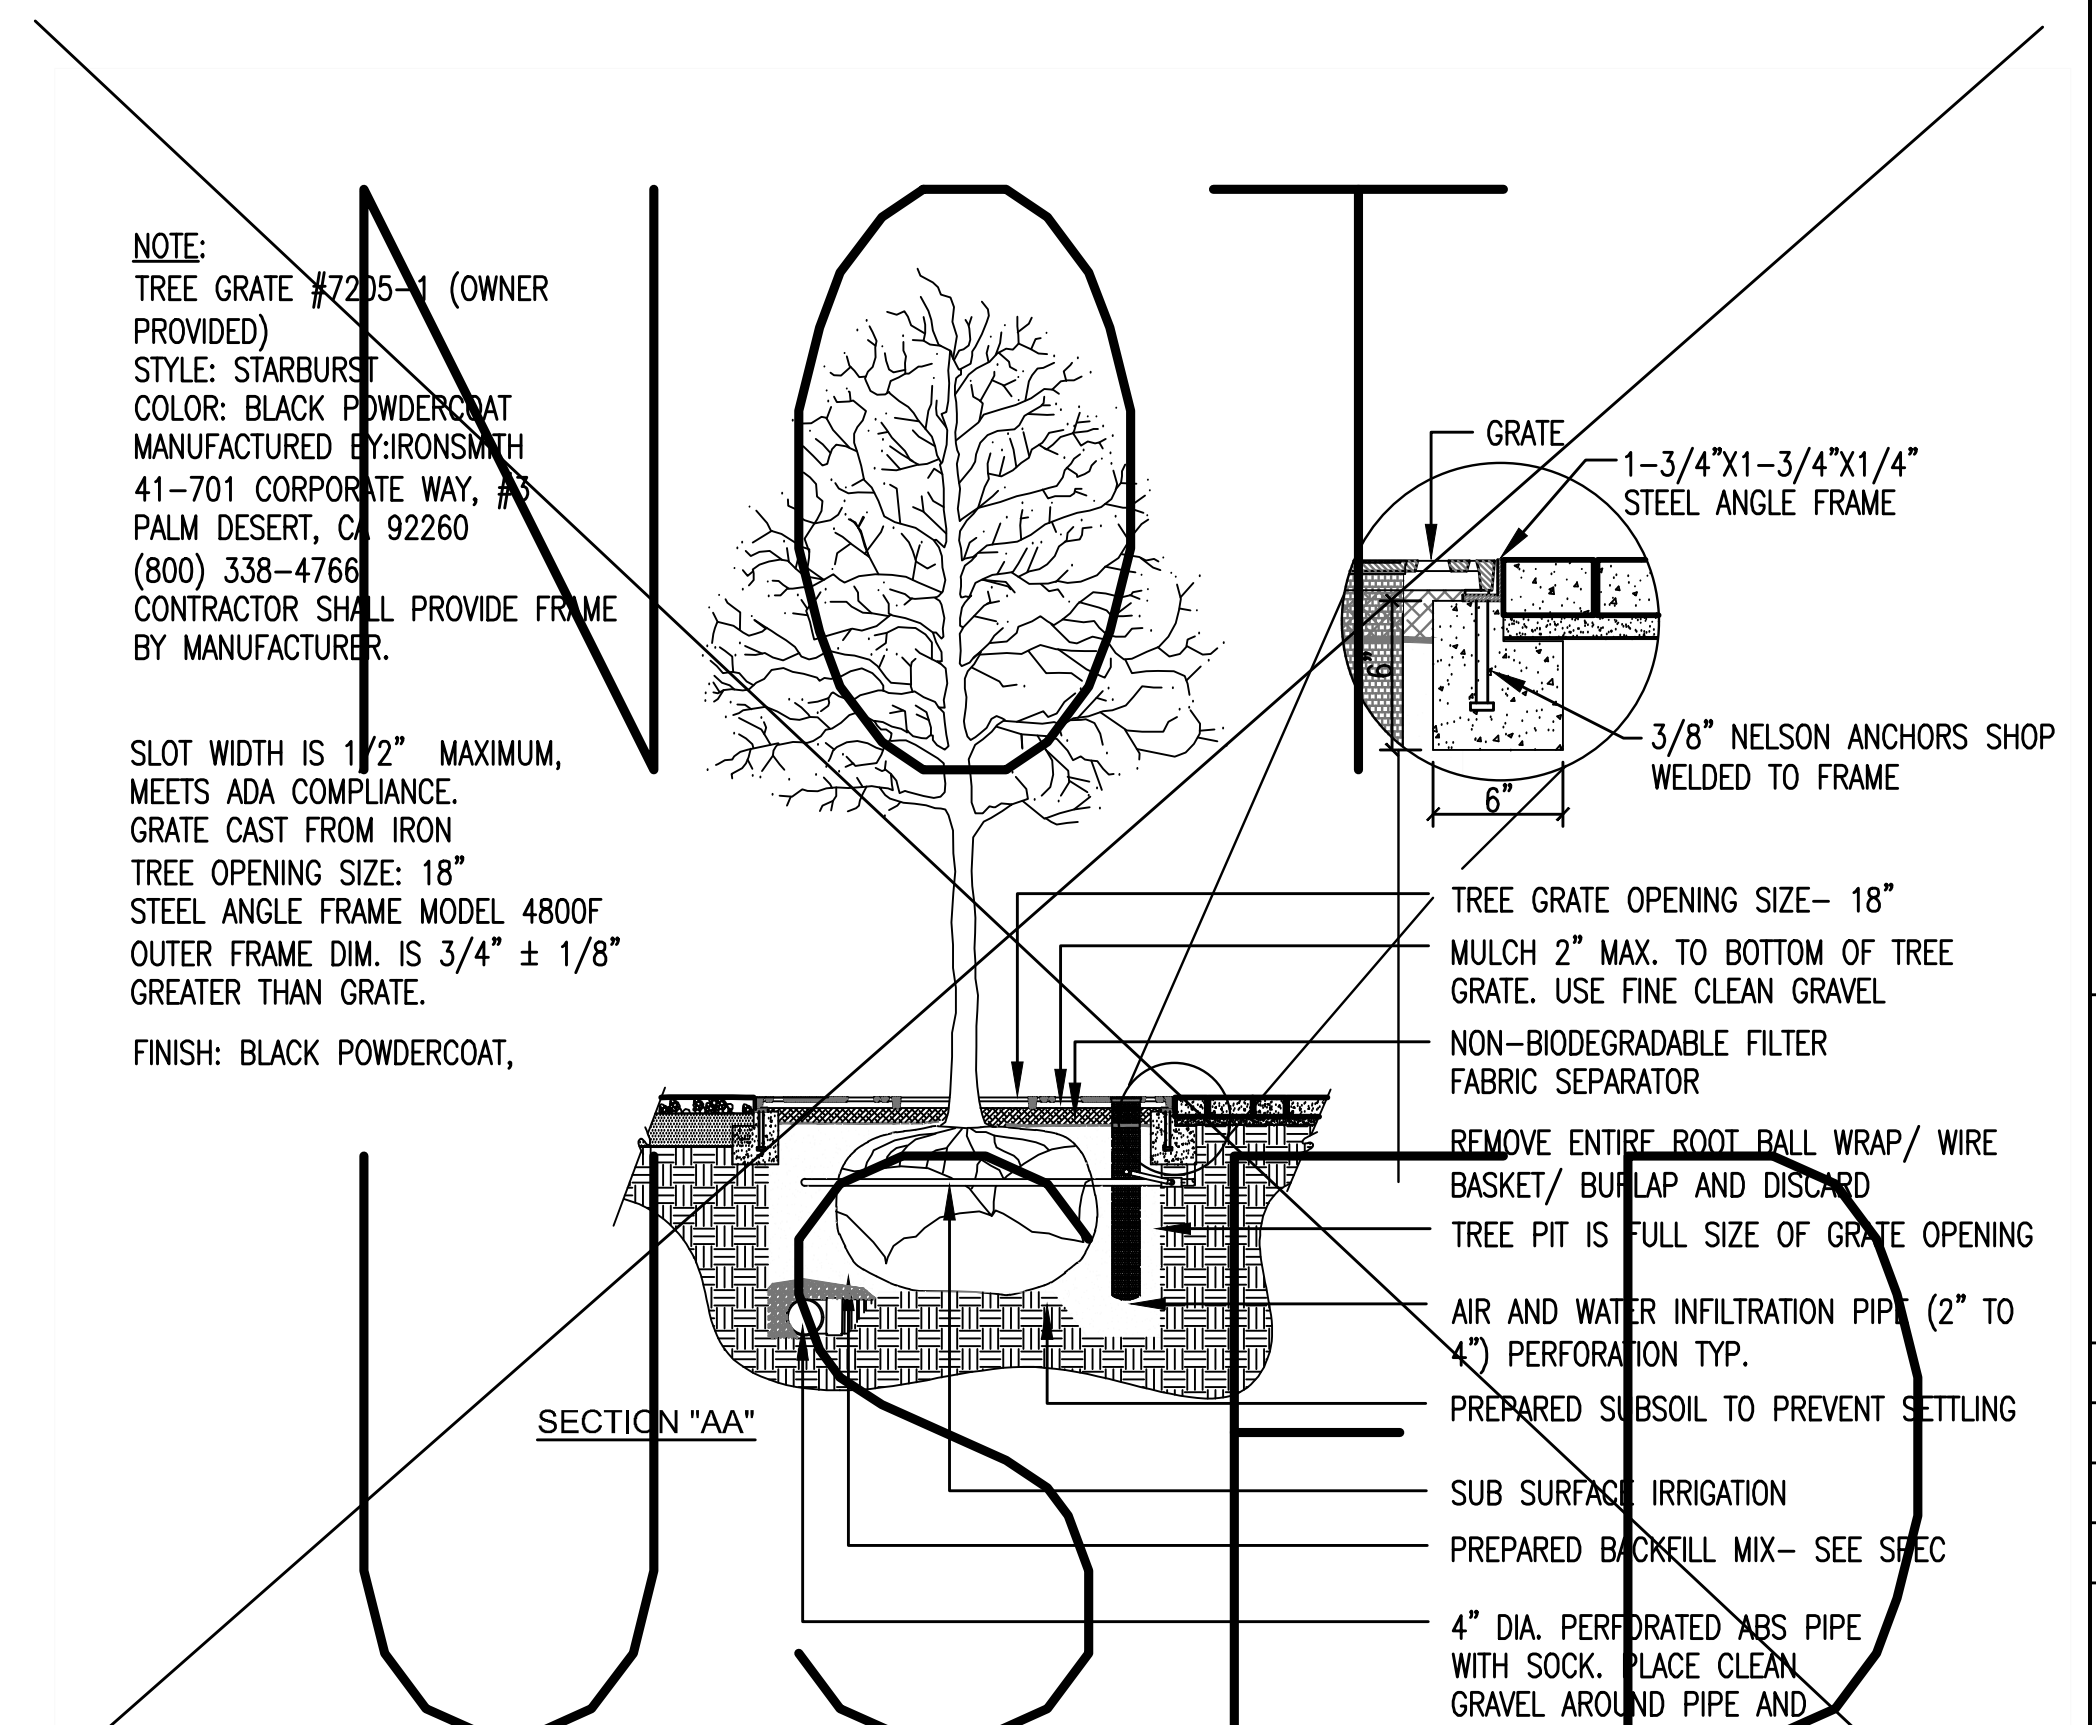 NOT
NOTE:
TREE GRATE #7205-1 (OWNER
PROVIDED)
STYLE: STARBURST
COLOR: BLACK POWDERCOAT
MANUFACTURED BY:IRONSMITH
41-701 CORPORATE WAY, #3
PALM DESERT, CA 92260
(800) 338-4766
CONTRACTOR SHALL PROVIDE FRAME
BY MANUFACTURER.
SLOT WIDTH IS 1/2” MAXIMUM,
MEETS ADA COMPLIANCE.
GRATE CAST FROM IRON
TREE OPENING SIZE: 18”
STEEL ANGLE FRAME MODEL 4800F
OUTER FRAME DIM. IS 3/4” ± 1/8”
GREATER THAN GRATE.
FINISH: BLACK POWDERCOAT,
GRATE
1-3/4”X1-3/4”X1/4”
STEEL ANGLE FRAME
6”
3/8” NELSON ANCHORS SHOP
WELDED TO FRAME
6”
TREE GRATE OPENING SIZE- 18”
MULCH 2” MAX. TO BOTTOM OF TREE
GRATE. USE FINE CLEAN GRAVEL
NON-BIODEGRADABLE FILTER
FABRIC SEPARATOR
REMOVE ENTIRE ROOT BALL WRAP/ WIRE
BASKET/ BURLAP AND DISCARD
TREE PIT IS FULL SIZE OF GRATE OPENING
AIR AND WATER INFILTRATION PIPE (2” TO
4”) PERFORATION TYP.
PREPARED SUBSOIL TO PREVENT SETTLING
SUB SURFACE IRRIGATION
PREPARED BACKFILL MIX- SEE SPEC
4” DIA. PERFORATED ABS PIPE
WITH SOCK. PLACE CLEAN
GRAVEL AROUND PIPE AND
SECTION "AA"
USED